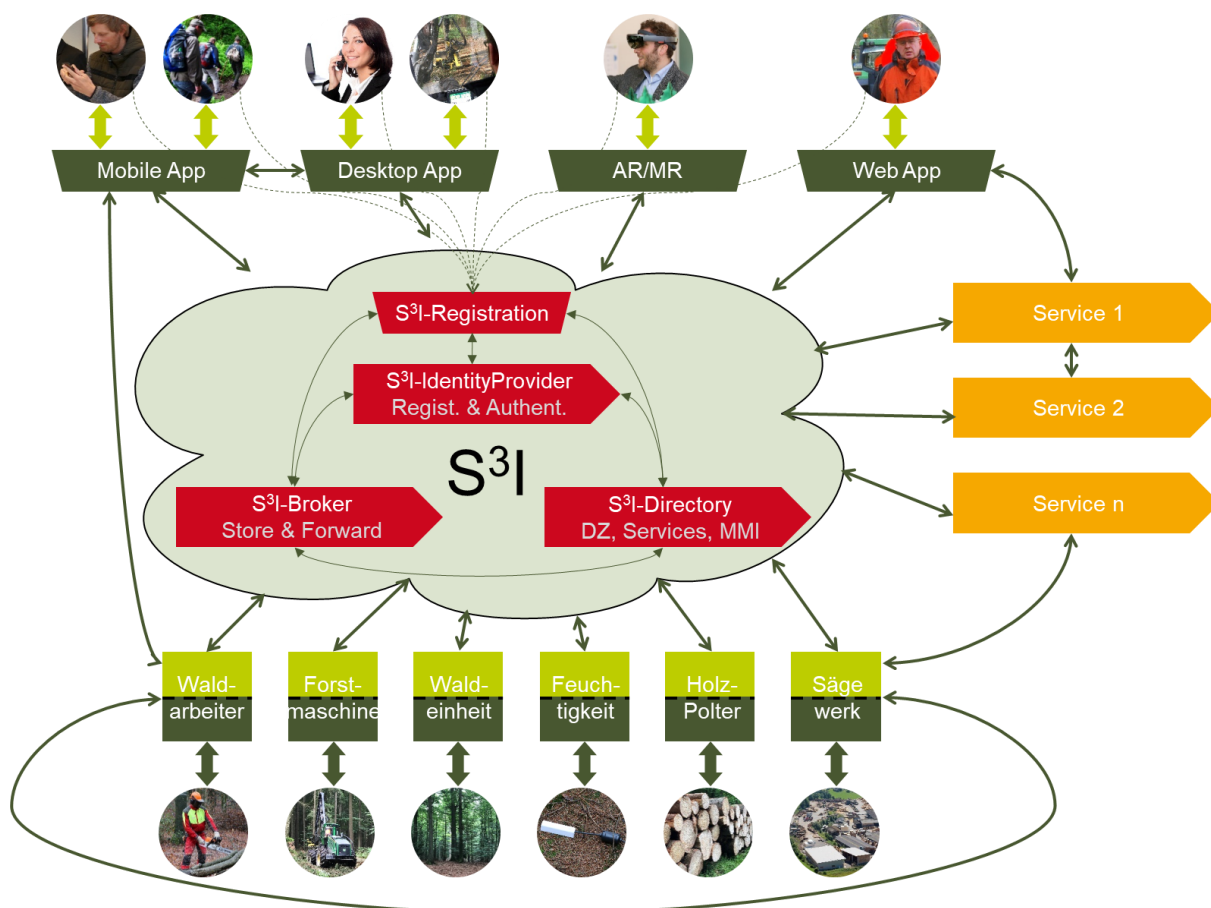 Mobile App
Desktop App
AR/MR
Web App
S³I-Registration
Service 1
S³I-IdentityProvider
Regist. & Authent.
Service 2
S³I
S³I-Broker
Store & Forward
S³I-Directory
DZ, Services, MMI
Service n
Wald-
arbeiter
Forst-
maschine
Wald-
einheit
Feuch-
tigkeit
Holz-
Polter
Säge
werk